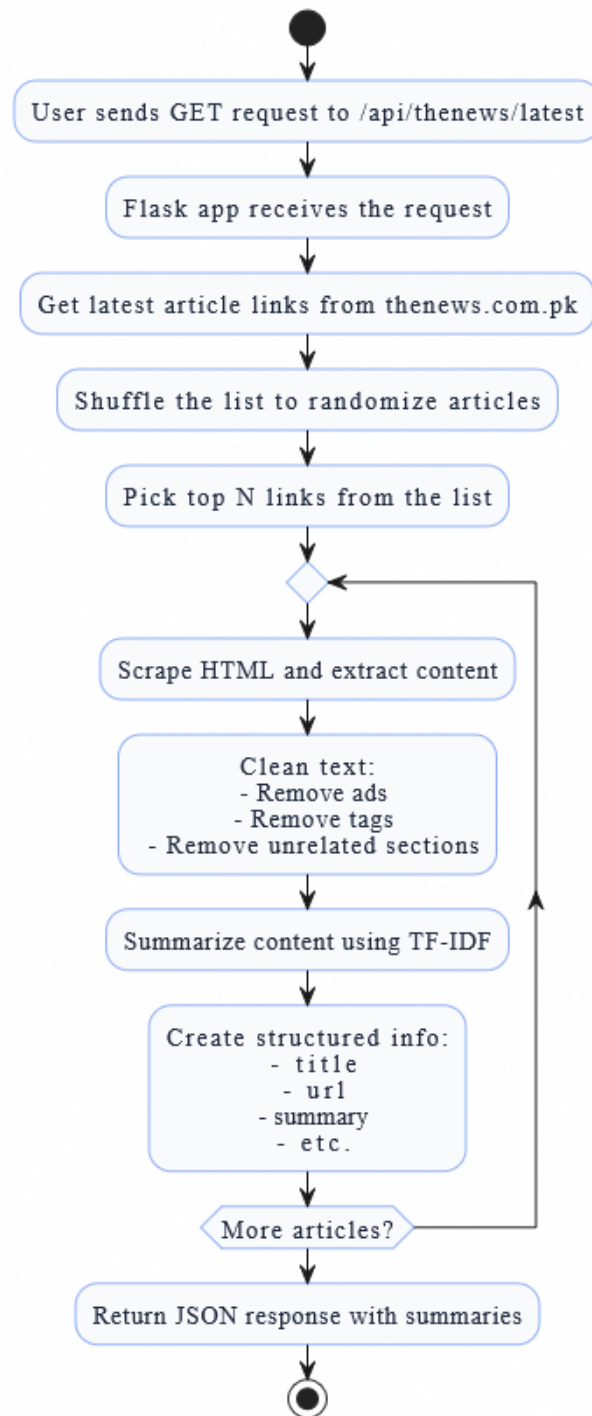 User sends GET request to /api/thenews/latest
Flask app receives the request
Get latest article links from thenews.com.pk
Shuffle the list to randomize articles
Pick top N links from the list
Scrape HTML and extract content
Clean text:
- Remove ads
- Remove tags
- Remove unrelated sections
Summarize content using TF-IDF
Create structured info:
- title
- url
- summary
- etc.
More articles?
Return JSON response with summaries